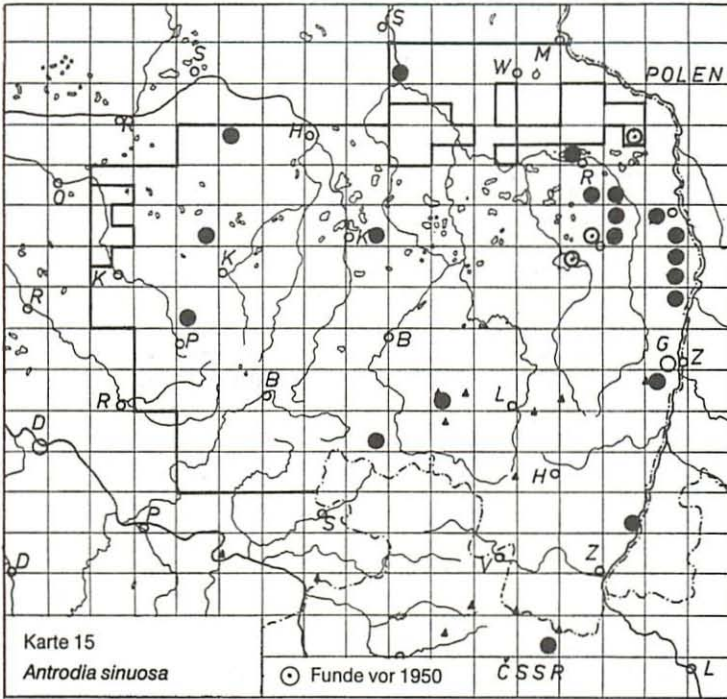 S
S
W M
POLEN
R
H
R
O
K
K
K
R
P
B
G
Z
R
B
L
D
H
P
S
Z
V
D
Karte 15
Antrodia sinuosa
Funde vor 1950
ČSSR
L